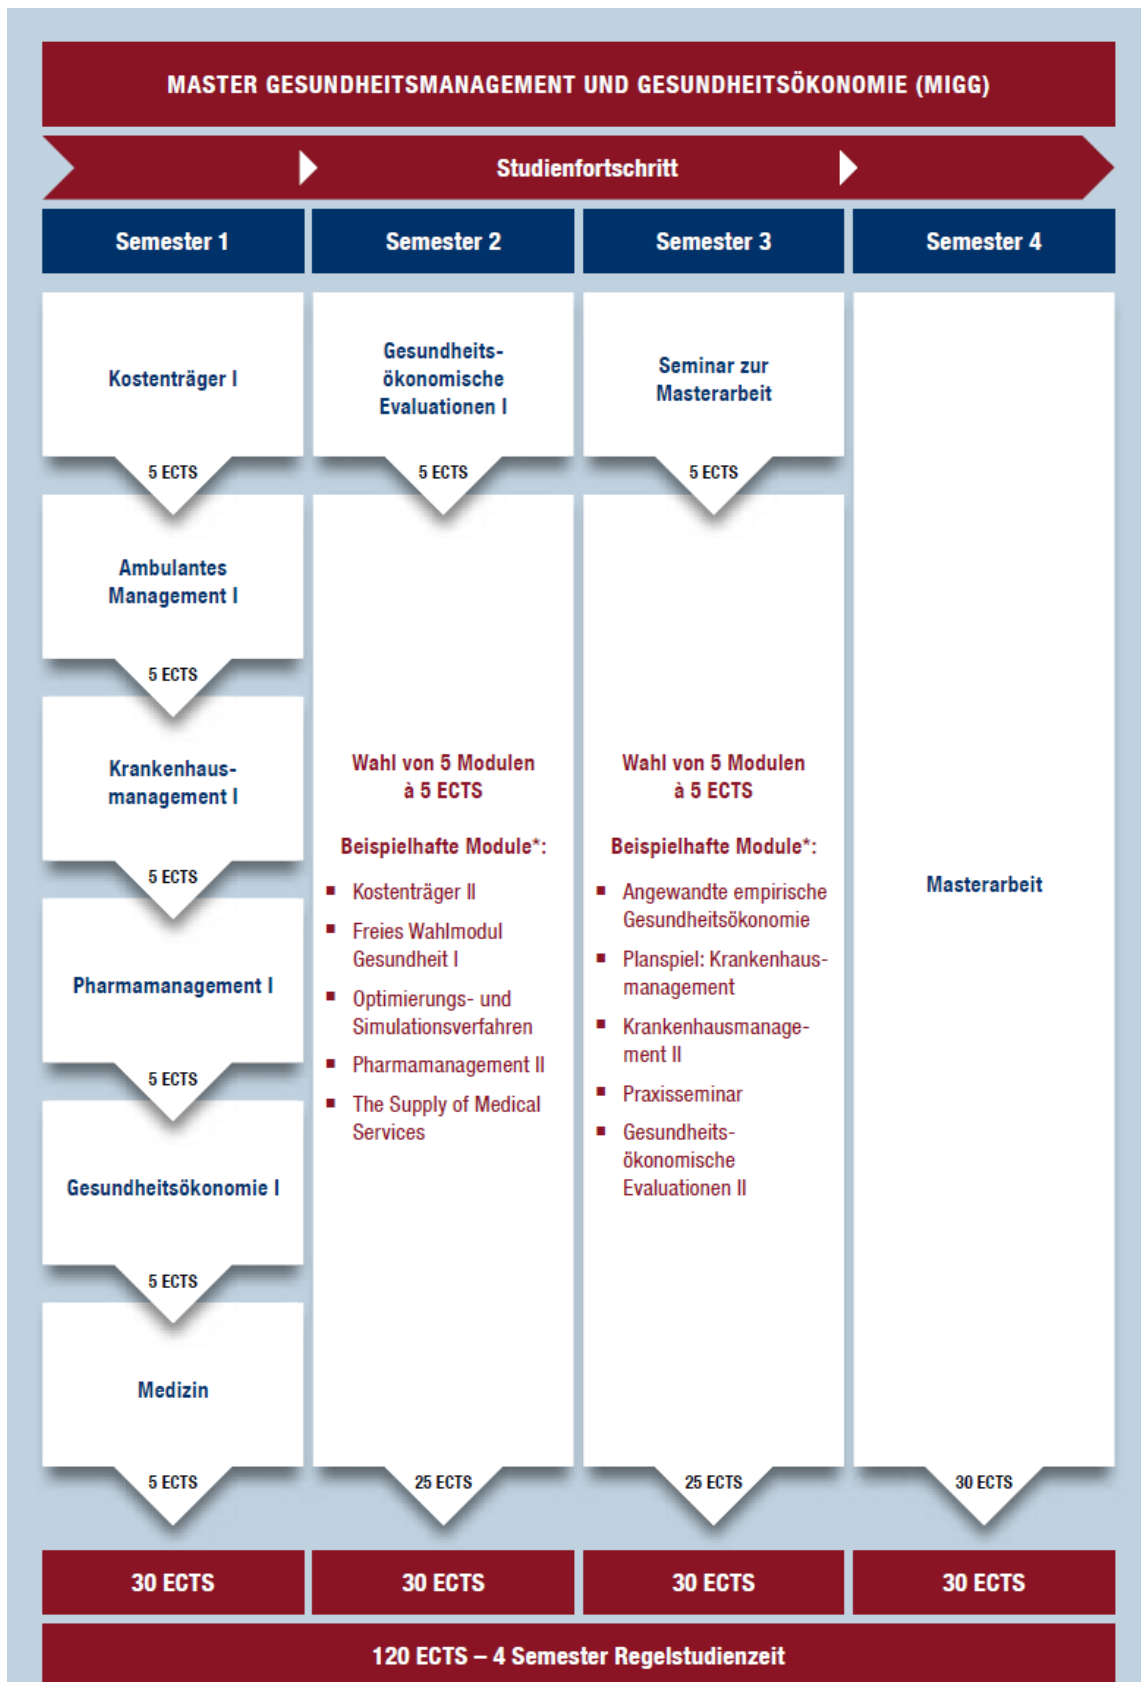 MASTER GESUNDHEITSMANAGEMENT UND GESUNDHEITSÖKONOMIE (MIGG)
Studienfortschritt
Semester 1
Semester 2
Semester 3
Semester 4
Kostenträger I
5 ECTS
Ambulantes
Management I
5 ECTS
Krankenhaus-
management I
5 ECTS
Pharmamanagement I
5 ECTS
Gesundheitsökonomie I
5 ECTS
Medizin
5 ECTS
Gesundheits-
ökonomische
Evaluationen I
5 ECTS
Wahl von 5 Modulen
à 5 ECTS
Beispielhafte Module*:
Kostenträger II
Freies Wahlmodul
Gesundheit I
Optimierungs- und
Simulationsverfahren
Pharmamanagement II
The Supply of Medical
Services
25 ECTS
Seminar zur
Masterarbeit
5 ECTS
Wahl von 5 Modulen
à 5 ECTS
Beispielhafte Module*:
Angewandte empirische
Gesundheitsökonomie
Planspiel: Krankenhaus-
management
Krankenhausmanage-
ment II
Praxisseminar
Gesundheits-
ökonomische
Evaluationen II
25 ECTS
Masterarbeit
30 ECTS
30 ECTS
30 ECTS
30 ECTS
30 ECTS
120 ECTS – 4 Semester Regelstudienzeit